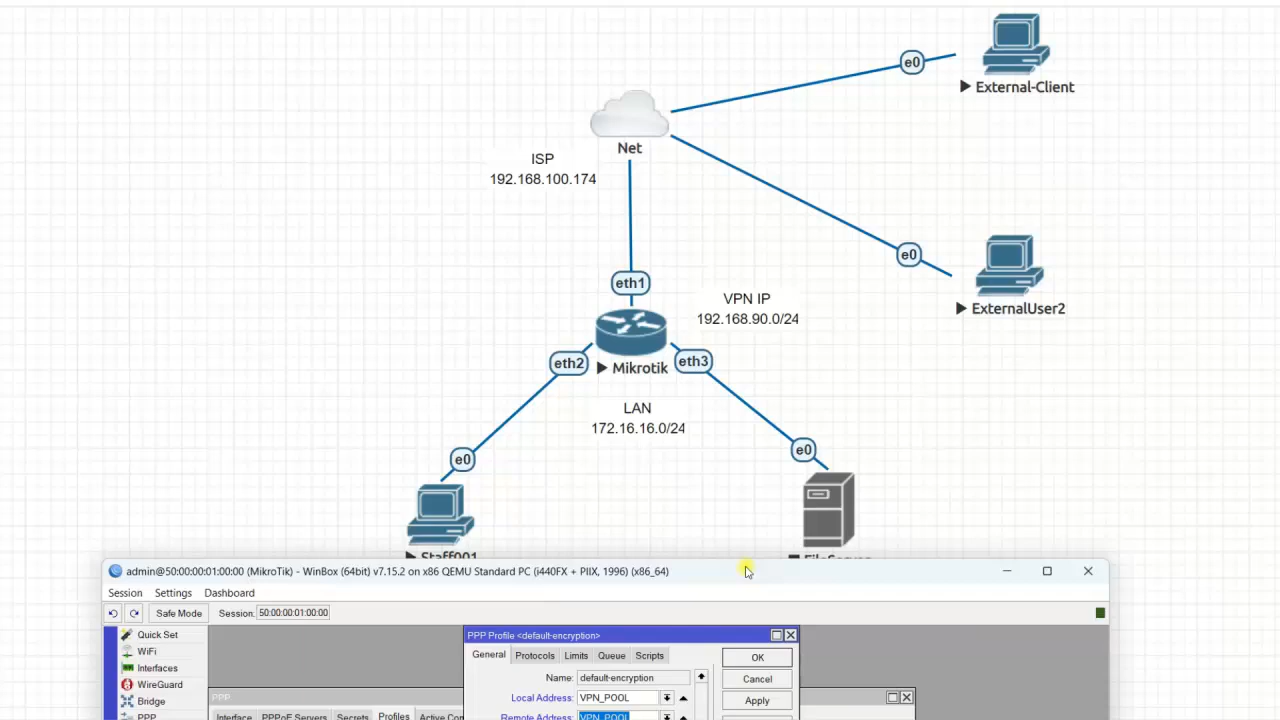 e0
External-Client
Net
ISP
192.168.100.174
e0
eth1
ExternalUser2
VPN IP
192.168.90.0/24
eth2
Mikrotik
eth3
LAN
172.16.16.0/24
e0
e0
Staff001
FileServer
admin@50:00:00:01:00:00 (MikroTik) - WinBox (64bit) v7.15.2 on x86 QEMU Standard PC (i440FX + PIIX, 1996) (x86_64)
Session Settings Dashboard
Safe Mode Session: 50:00:00:01:00:00
Quick Set
WiFi
Interfaces
WireGuard
Bridge
PPP
PPP Profile <default-encryption>
General Protocols Limits Queue Scripts
Name: default-encryption
Local Address: VPN_POOL
Remote Address: VPN_POOL
OK
Cancel
Apply
PPP
Interface PPPoE Servers Secrets Profiles Active Con